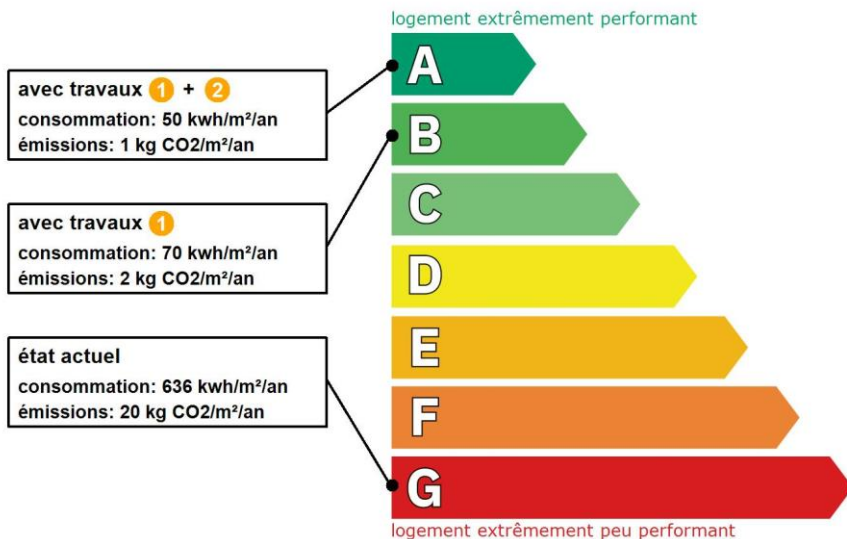 logement extrêmement performant
A
avec travaux 1 + 2
consommation: 50 kwh/m²/an
émissions: 1 kg CO2/m²/an
B
C
avec travaux 1
consommation: 70 kwh/m²/an
émissions: 2 kg CO2/m²/an
D
E
état actuel
consommation: 636 kwh/m²/an
émissions: 20 kg CO2/m²/an
F
G
logement extrêmement peu performant